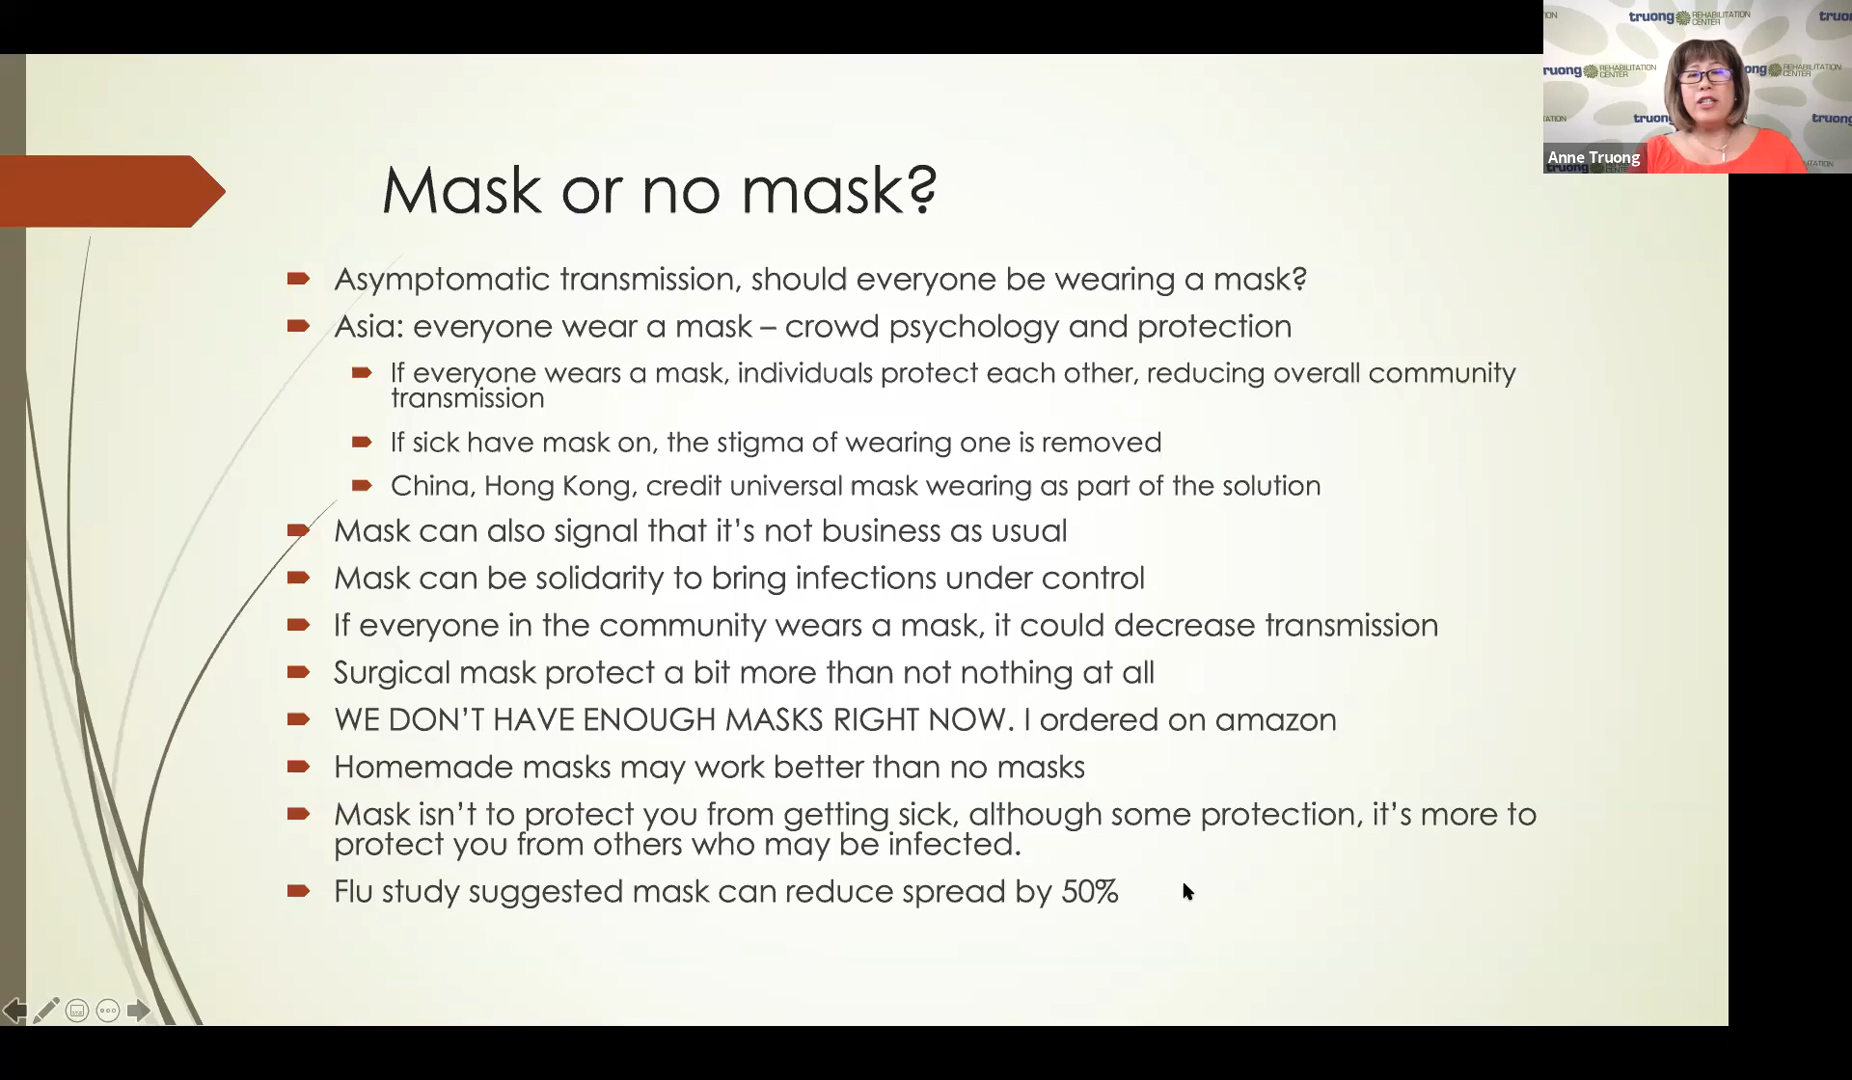 Mask or no mask?
Asymptomatic transmission, should everyone be wearing a mask?
Asia: everyone wear a mask – crowd psychology and protection
If everyone wears a mask, individuals protect each other, reducing overall community
transmission
If sick have mask on, the stigma of wearing one is removed
China, Hong Kong, credit universal mask wearing as part of the solution
Mask can also signal that it's not business as usual
Mask can be solidarity to bring infections under control
If everyone in the community wears a mask, it could decrease transmission
Surgical mask protect a bit more than not nothing at all
WE DON'T HAVE ENOUGH MASKS RIGHT NOW. I ordered on amazon
Homemade masks may work better than no masks
Mask isn't to protect you from getting sick, although some protection, it's more to
protect you from others who may be infected.
Flu study suggested mask can reduce spread by 50%
truong REHABILITATION CENTER
Anne Truong